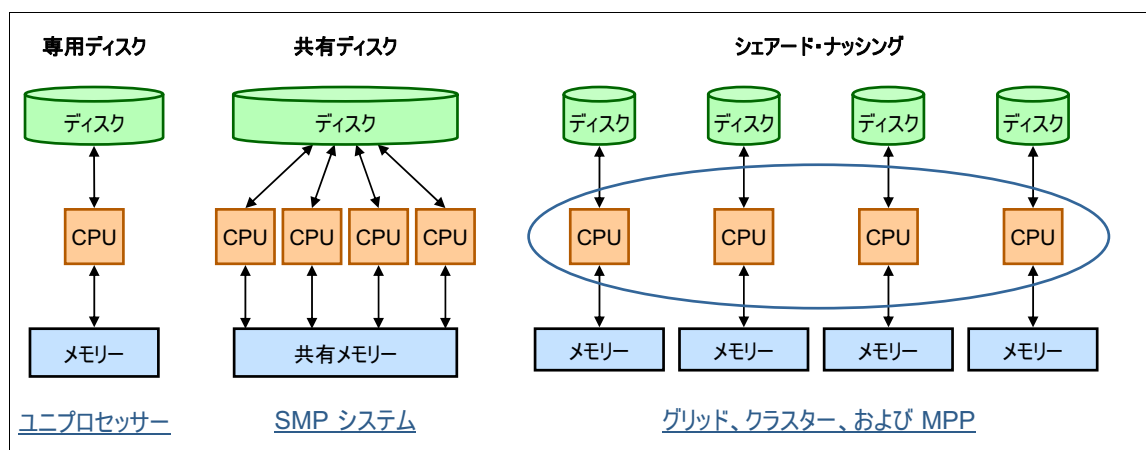 専用ディスク
共有ディスク
シェアード・ナッシング
ディスク
ディスク
ディスク
ディスク
ディスク
ディスク
CPU
CPU
CPU
CPU
CPU
CPU
CPU
CPU
CPU
メモリー
共有メモリー
メモリー
メモリー
メモリー
メモリー
ユニプロセッサー
SMP システム
グリッド、クラスター、および MPP